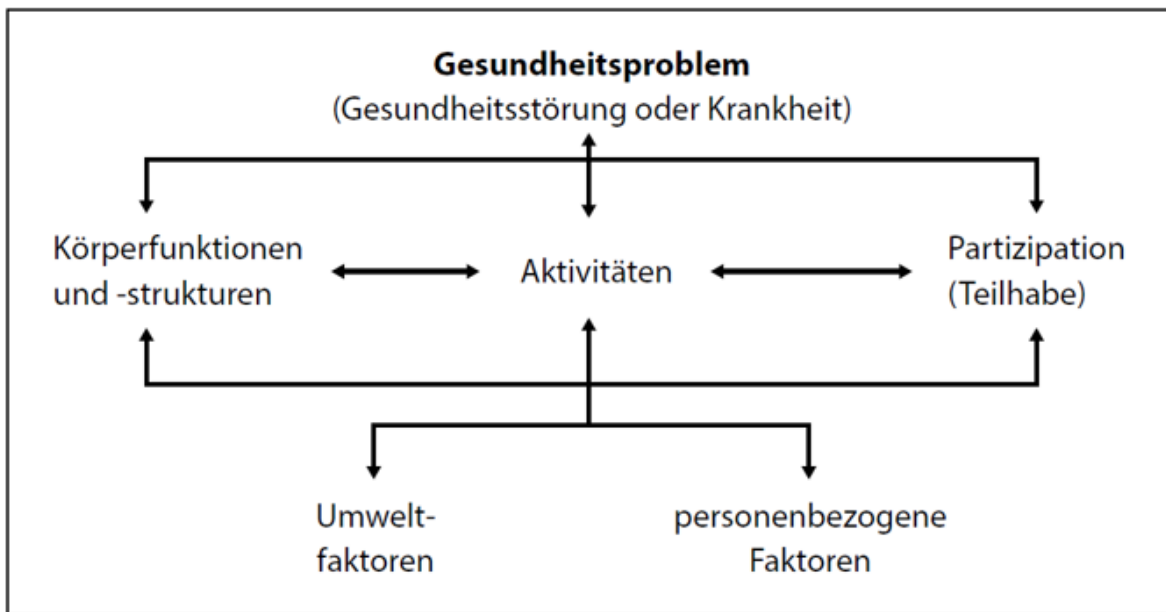 Gesundheitsproblem
(Gesundheitsstörung oder Krankheit)
Körperfunktionen
und -strukturen
Aktivitäten
Partizipation
(Teilhabe)
Umwelt-
faktoren
personenbezogene
Faktoren